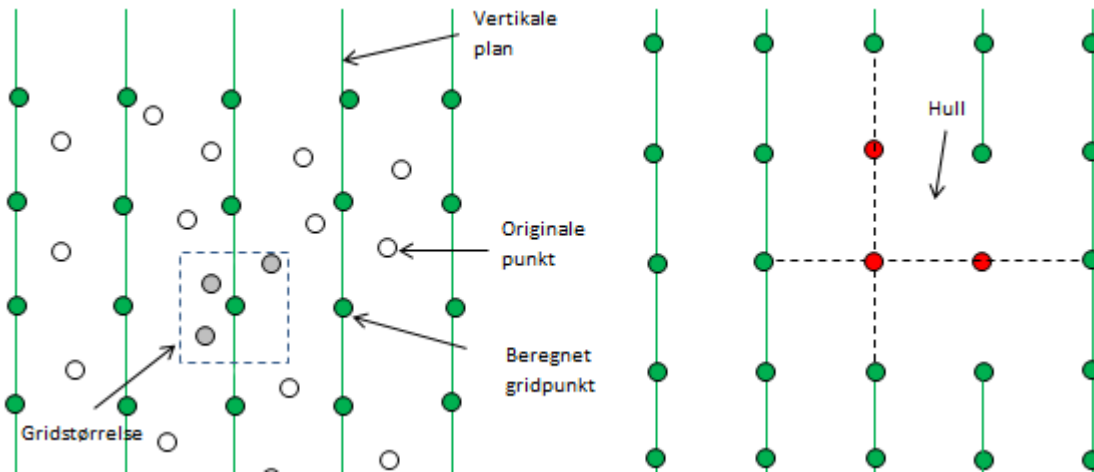 Vertikale
plan
Hull
Originale
punkt
Beregnet
gridpunkt
Gridstørrelse